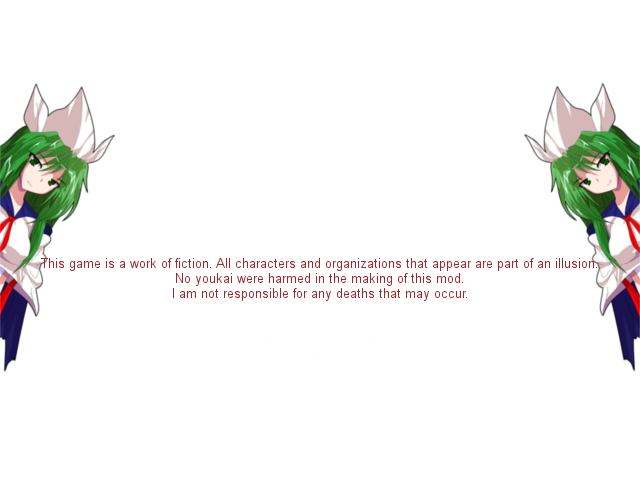 This game is a work of fiction. All characters and organizations that appear are part of an illusion.
No youkai were harmed in the making of this mod.
I am not responsible for any deaths that may occur.